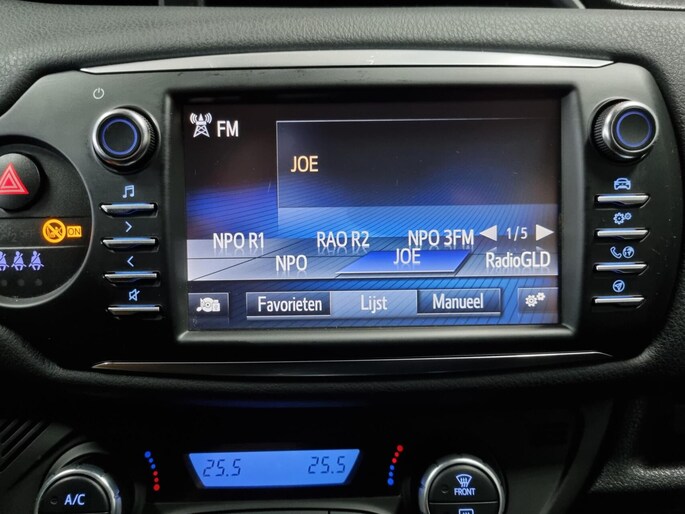 FM
JOE
NPO R1 RAO R2 NPO 3FM 1/5
NPO JOE RadioGLD
Favorieten Lijst Manueel
ON
25.5 25.5
A/C
FRONT